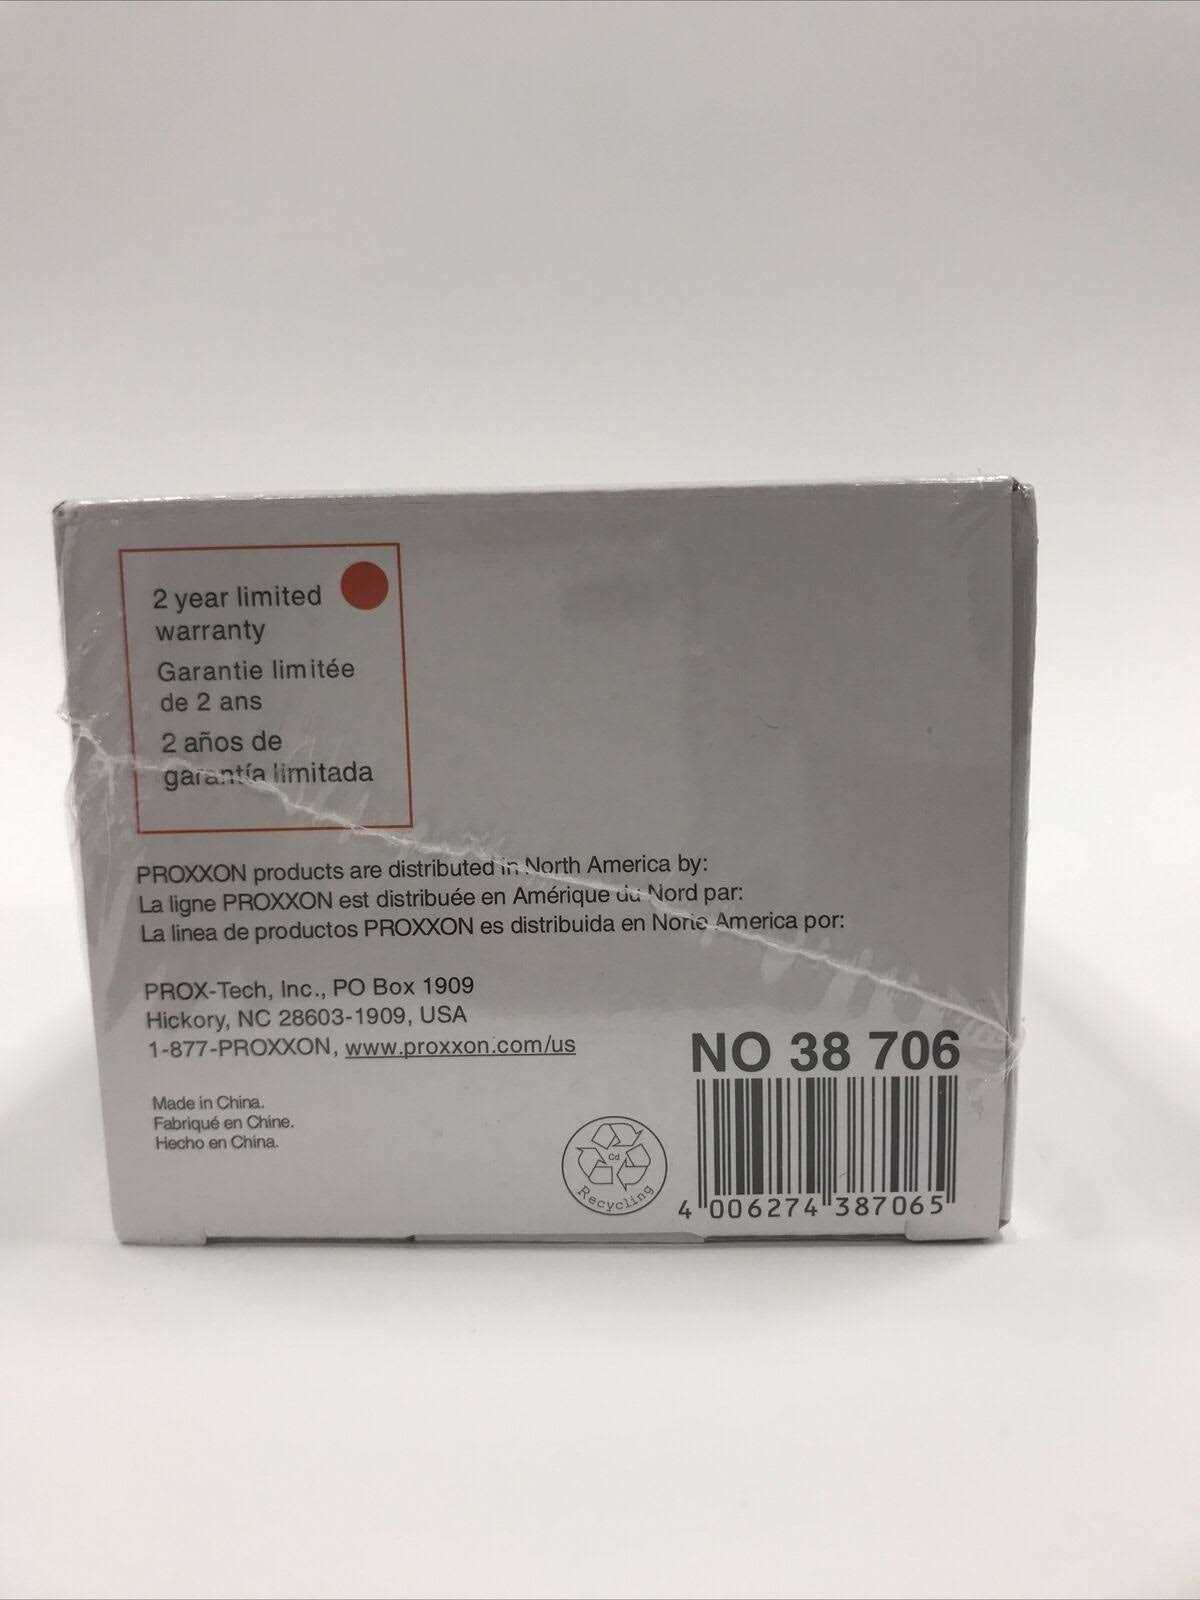 2 year limited
warranty
Garantie limitée
de 2 ans
2 años de
garantía limitada
PROXXON products are distributed in North America by:
La ligne PROXXON est distribuée en Amérique du Nord par:
La linea de productos PROXXON es distribuida en Norte America por:
PROX-Tech, Inc., PO Box 1909
Hickory, NC 28603-1909, USA
1-877-PROXXON, www.proxxon.com/us
Made in China.
Fabriqué en Chine.
Hecho en China.
Cd
Recycling
NO 38 706
4 006274 387065